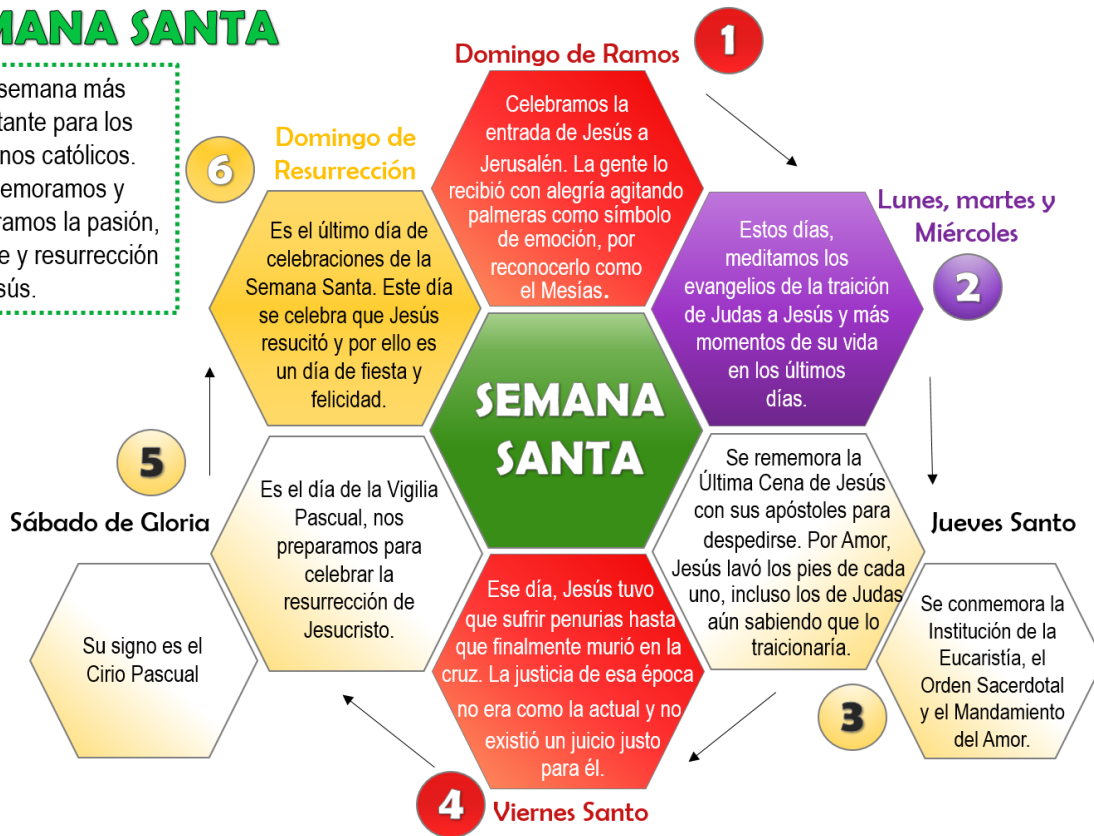 MANA SANTA
semana más
tante para los
nos católicos.
emoramos y
ramos la pasión,
e y resurrección
sús.
1
Domingo de Ramos
Celebramos la
entrada de Jesús a
Jerusalén. La gente lo
recibió con alegría agitando
palmeras como símbolo
de emoción, por
reconocerlo como
el Mesías.
Lunes, martes y
Miércoles
2
Estos días,
meditamos los
evangelios de la traición
de Judas a Jesús y más
momentos de su vida
en los últimos
días.
SEMANA
SANTA
Jueves Santo
3
Se rememora la
Última Cena de Jesús
con sus apóstoles para
despedirse. Por Amor,
Jesús lavó los pies de cada
uno, incluso los de Judas
aún sabiendo que lo
traicionaría.
Se conmemora la
Institución de la
Eucaristía, el
Orden Sacerdotal
y el Mandamiento
del Amor.
Ese día, Jesús tuvo
que sufrir penurias hasta
que finalmente murió en la
cruz. La justicia de esa época
no era como la actual y no
existió un juicio justo
para él.
4
Viernes Santo
5
Sábado de Gloria
Es el día de la Vigilia
Pascual, nos
preparamos para
celebrar la
resurrección de
Jesucristo.
Su signo es el
Cirio Pascual
6
Domingo de
Resurrección
Es el último día de
celebraciones de la
Semana Santa. Este día
se celebra que Jesús
resucitó y por ello es
un día de fiesta y
felicidad.